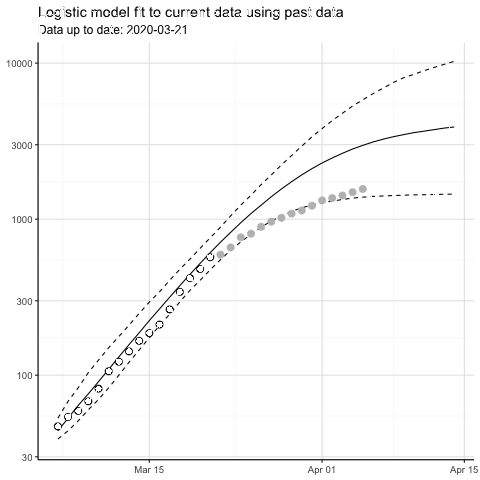 Logistic model fit to current data using past data
Data up to date: 2020-03-21
10000
3000
1000
300
100
30
Mar 15
Apr 01
Apr 15